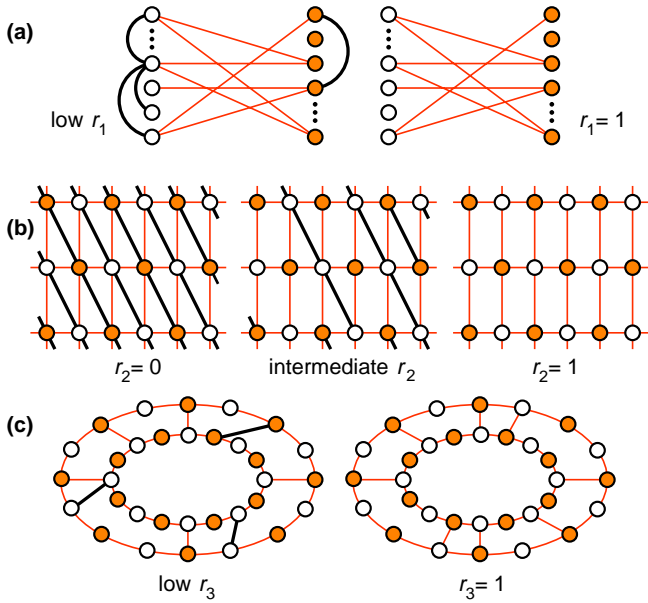 (a)
low r1
r1= 1
(b)
r2= 0
intermediate r2
r2= 1
(c)
low r3
r3= 1